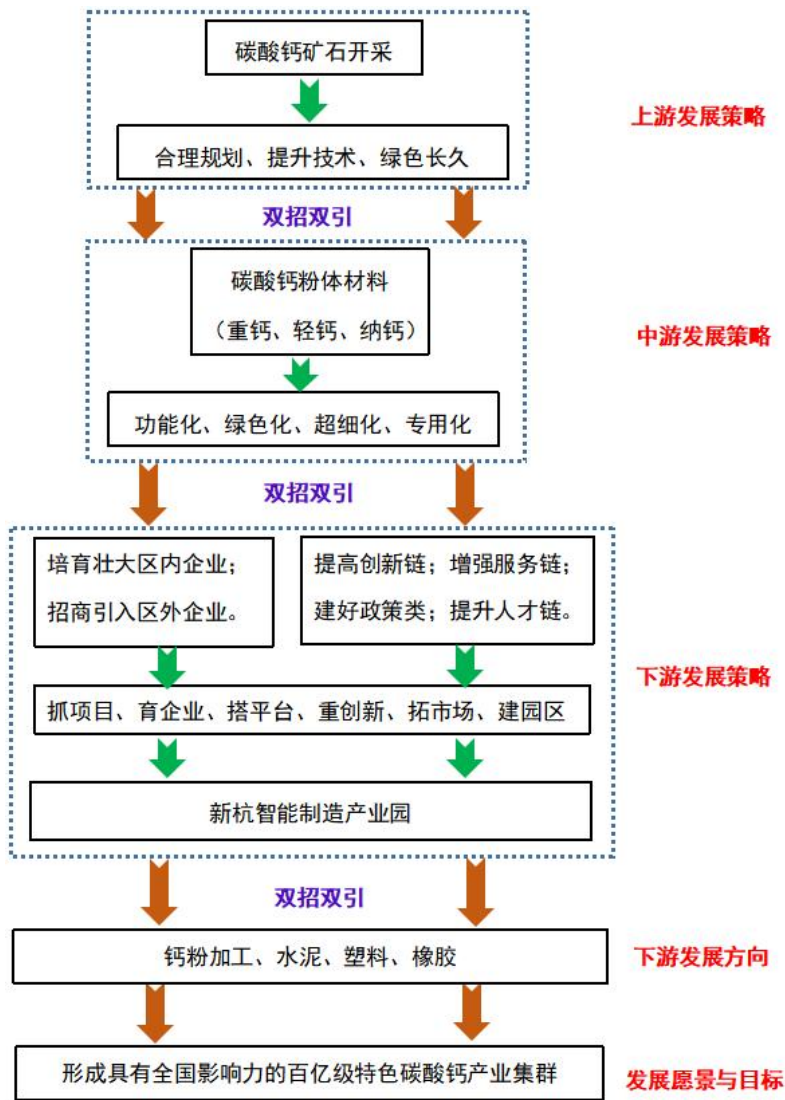 碳酸钙矿石开采
上游发展策略
合理规划、提升技术、绿色长久
双招双引
碳酸钙粉体材料
（重钙、轻钙、纳钙）
中游发展策略
功能化、绿色化、超细化、专用化
双招双引
培育壮大区内企业；
招商引入区外企业。
提高创新链；增强服务链；
建好政策类；提升人才链。
下游发展策略
抓项目、育企业、搭平台、重创新、拓市场、建园区
新杭智能制造产业园
双招双引
钙粉加工、水泥、塑料、橡胶
下游发展方向
形成具有全国影响力的百亿级特色碳酸钙产业集群
发展愿景与目标